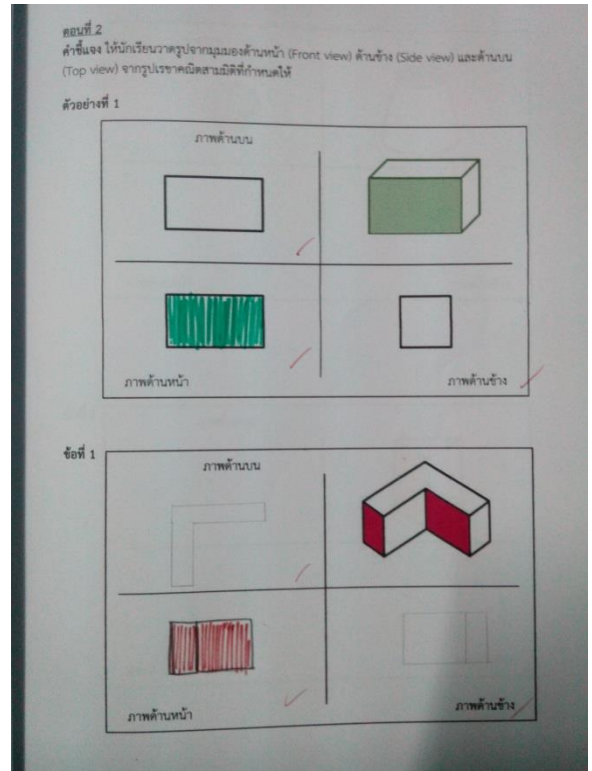 ตอนที่ 2
คำชี้แจง ให้นักเรียนวาดรูปจากมุมมองด้านหน้า (Front view) ด้านข้าง (Side view) และด้านบน
(Top view) จากรูปเรขาคณิตสามมิติที่กำหนดให้
ตัวอย่างที่ 1
ภาพด้านบน
ภาพด้านหน้า
ภาพด้านข้าง
ข้อที่ 1
ภาพด้านบน
ภาพด้านหน้า
ภาพด้านข้าง